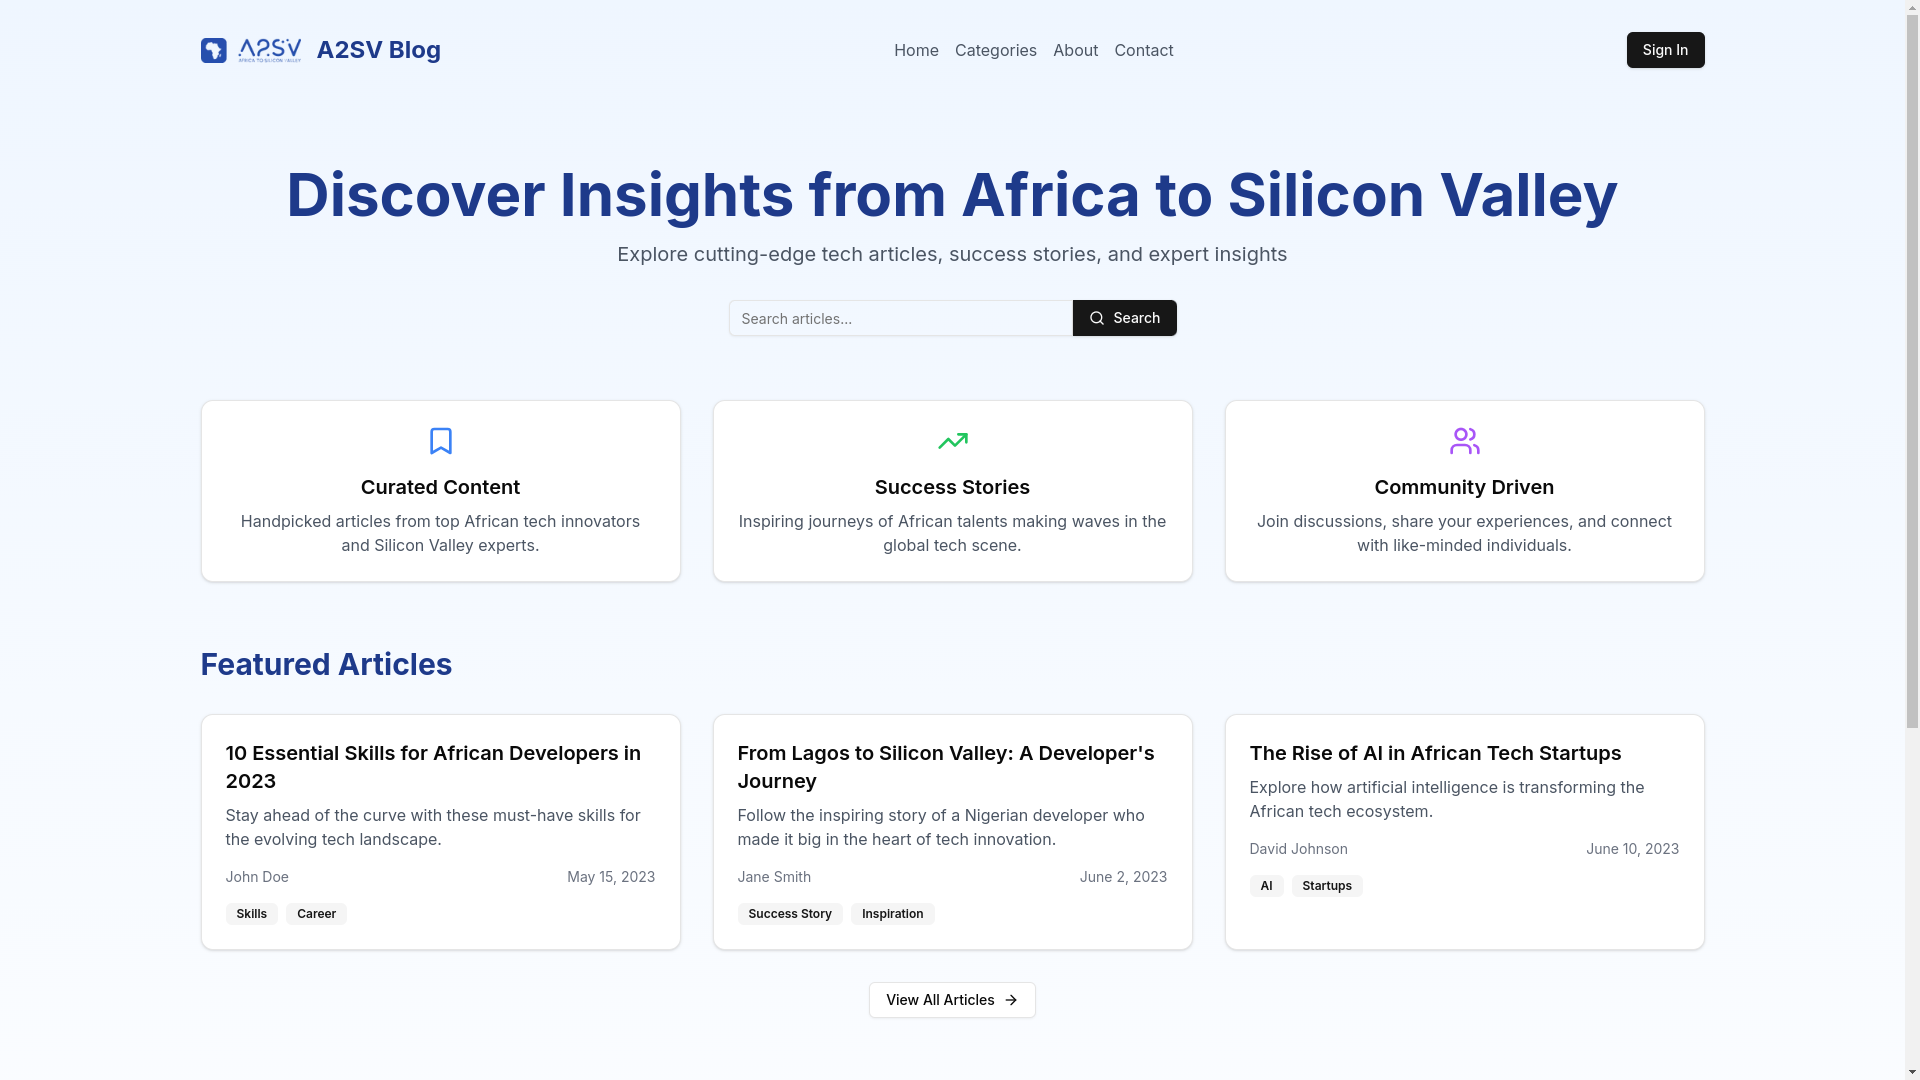 A2SV
AFRICA TO SILICON VALLEY
A2SV Blog
Home
Categories
About
Contact
Sign In
Discover Insights from Africa to Silicon Valley
Explore cutting-edge tech articles, success stories, and expert insights
Search articles...
Search
Curated Content
Handpicked articles from top African tech innovators
and Silicon Valley experts.
Success Stories
Inspiring journeys of African talents making waves in the
global tech scene.
Community Driven
Join discussions, share your experiences, and connect
with like-minded individuals.
Featured Articles
10 Essential Skills for African Developers in
2023
Stay ahead of the curve with these must-have skills for
the evolving tech landscape.
John Doe
May 15, 2023
Skills
Career
From Lagos to Silicon Valley: A Developer's
Journey
Follow the inspiring story of a Nigerian developer who
made it big in the heart of tech innovation.
Jane Smith
June 2, 2023
Success Story
Inspiration
The Rise of AI in African Tech Startups
Explore how artificial intelligence is transforming the
African tech ecosystem.
David Johnson
June 10, 2023
AI
Startups
View All Articles